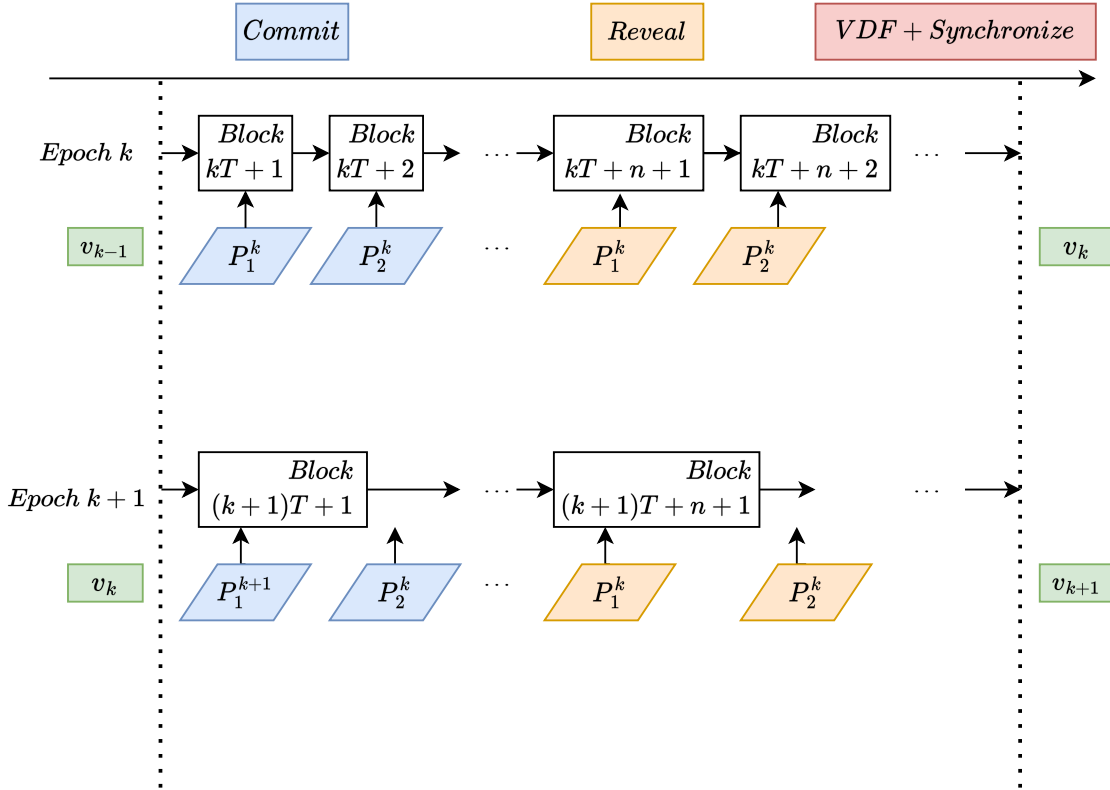 Commit
Reveal
VDF + Synchronize
Epoch k
Block
kT + 1
Block
kT + 2
...
Block
kT + n + 1
Block
kT + n + 2
...
v_{k−1}
P_1^k
P_2^k
...
P_1^k
P_2^k
v_k
Epoch k + 1
Block
(k + 1)T + 1
...
Block
(k + 1)T + n + 1
...
v_k
P_1^{k+1}
P_2^k
...
P_1^k
P_2^k
v_{k+1}